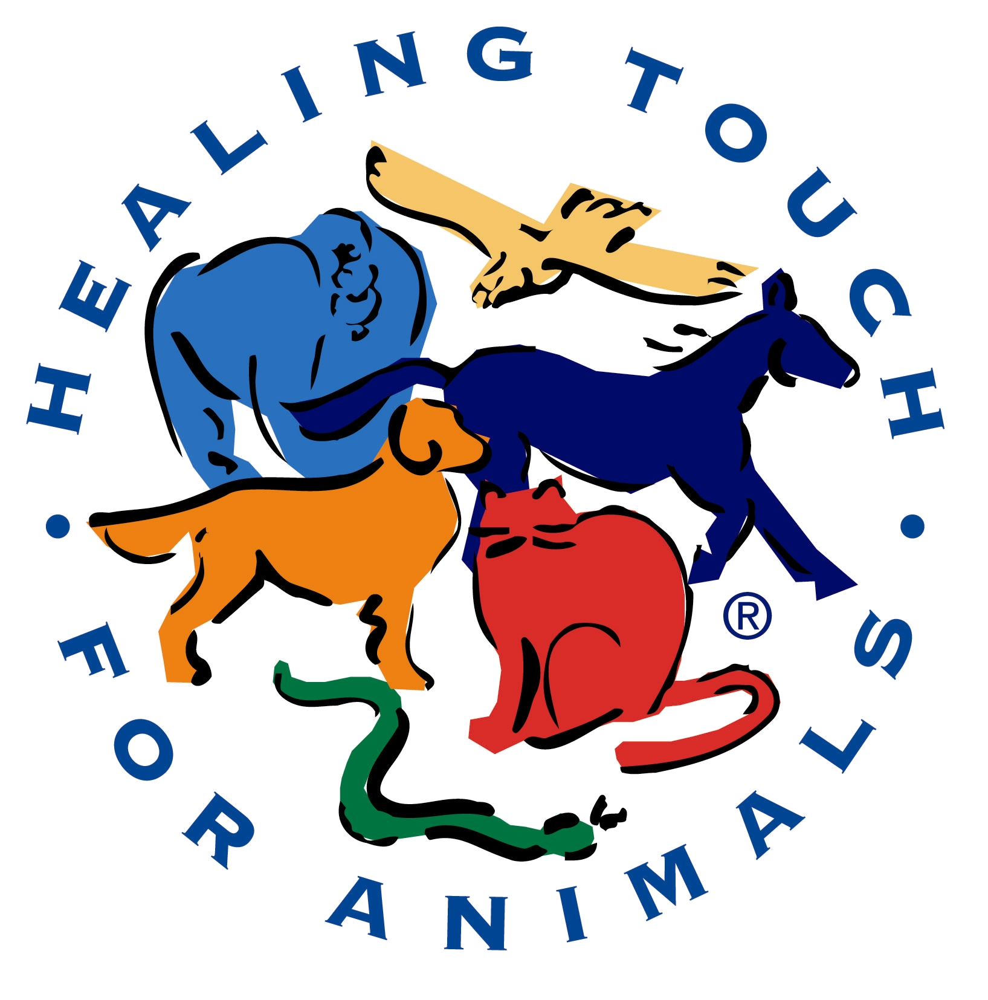 HEALING TOUCH
• FOR ANIMALS •
®